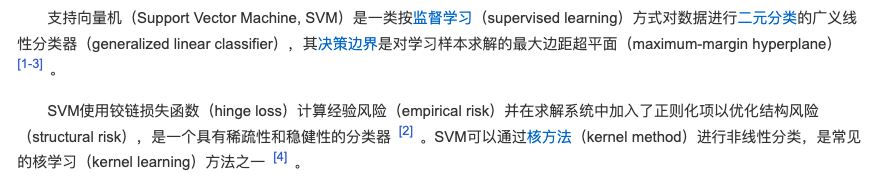 支持向量机（Support Vector Machine, SVM）是一类按监督学习（supervised learning）方式对数据进行二元分类的广义线
性分类器（generalized linear classifier），其决策边界是对学习样本求解的最大边距超平面（maximum-margin hyperplane）
[1-3] 。
SVM使用铰链损失函数（hinge loss）计算经验风险（empirical risk）并在求解系统中加入了正则化项以优化结构风险
（structural risk），是一个具有稀疏性和稳健性的分类器 [2] 。SVM可以通过核方法（kernel method）进行非线性分类，是常见
的核学习（kernel learning）方法之一 [4] 。